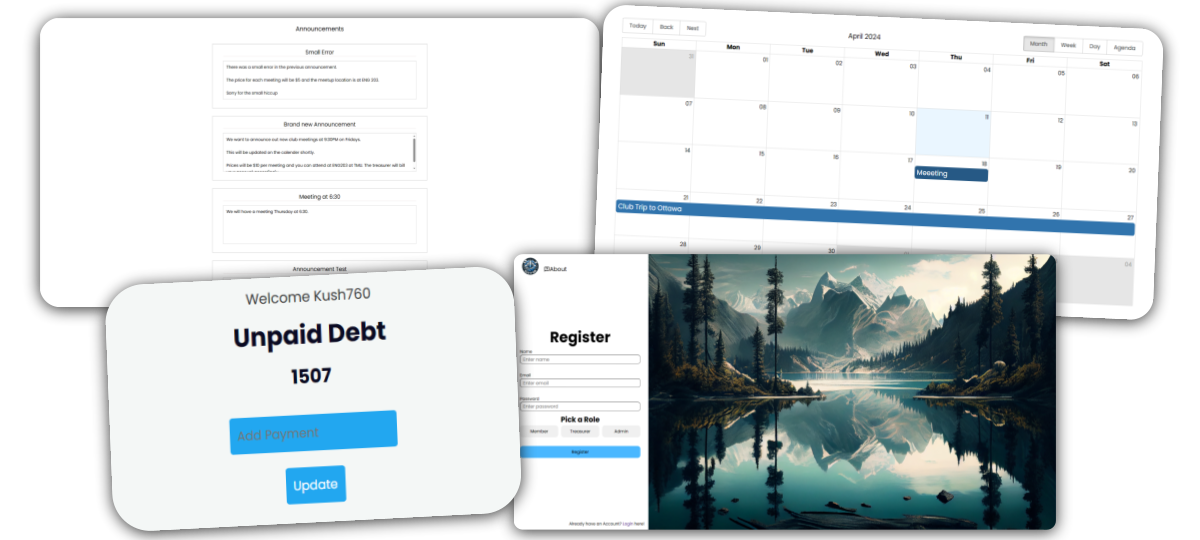 Announcements
Email Error
There was a small error in the previous announcement.
The price for each meeting will be $5 and the meetup location is at ENG 203.
Sorry for the small hiccup
Brand new Announcement
We want to announce out new club meetings at 9:30PM on Fridays.
This will be updated on the calendar shortly.
Prices will be $10 per meeting and you can attend at ENG203 at TMU. The treasurer will bill
Meeting at 6:30
We will have a meeting Thursday at 6:30.
Announcement Test
Today Back Next
April 2024
Month Week Day Agenda
Sun Mon Tue Wed Thu Fri Sat
31 01 02 03 04 05 06
07 08 09 10 11 12 13
14 15 16 17 18 19 20
Meeeting
21 22 23 24 25 26 27
Club Trip to Ottawa
28 29 30
04
Welcome Kush760
Unpaid Debt
1507
Add Payment
Update
About
Register
Name
Enter name
Email
Enter email
Password
Enter password
Pick a Role
Member Treasurer Admin
Register
Already have an Account? Login Here!